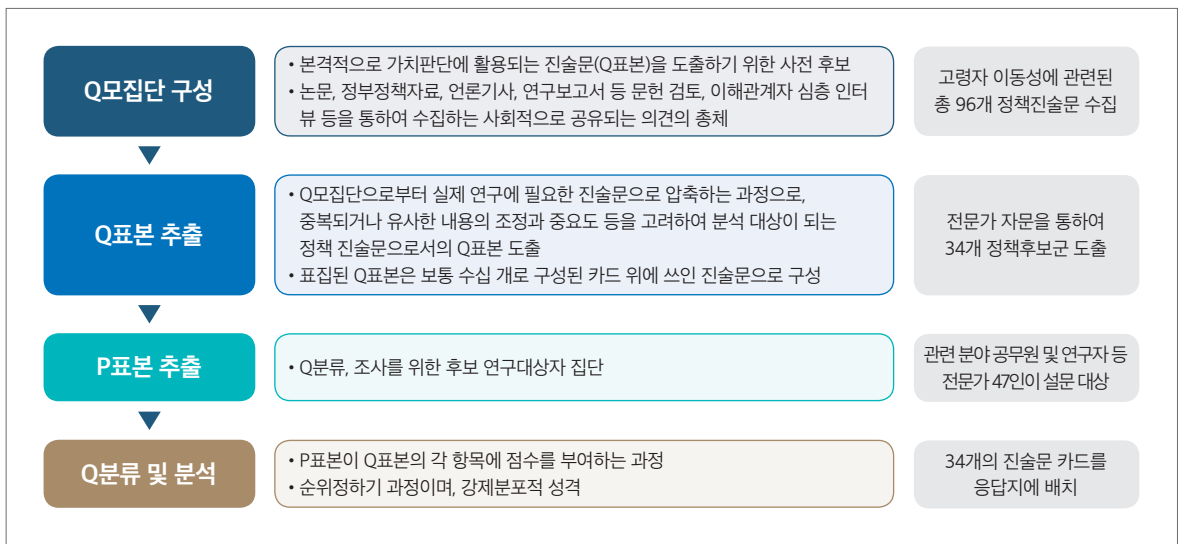 Q모집단 구성
• 본격적으로 가치판단에 활용되는 진술문(Q표본)을 도출하기 위한 사전 후보
• 논문, 정부정책자료, 언론기사, 연구보고서 등 문헌 검토, 이해관계자 심층 인터
뷰 등을 통하여 수집하는 사회적으로 공유되는 의견의 총체
고령자 이동성에 관련된
총 96개 정책진술문 수집
Q표본 추출
• Q모집단으로부터 실제 연구에 필요한 진술문으로 압축하는 과정으로,
중복되거나 유사한 내용의 조정과 중요도 등을 고려하여 분석 대상이 되는
정책 진술문으로서의 Q표본 도출
• 표집된 Q표본은 보통 수십 개로 구성된 카드 위에 쓰인 진술문으로 구성
전문가 자문을 통하여
34개 정책후보군 도출
P표본 추출
• Q분류, 조사를 위한 후보 연구대상자 집단
관련 분야 공무원 및 연구자 등
전문가 47인이 설문 대상
Q분류 및 분석
• P표본이 Q표본의 각 항목에 점수를 부여하는 과정
• 순위정하기 과정이며, 강제분포적 성격
34개의 진술문 카드를
응답지에 배치